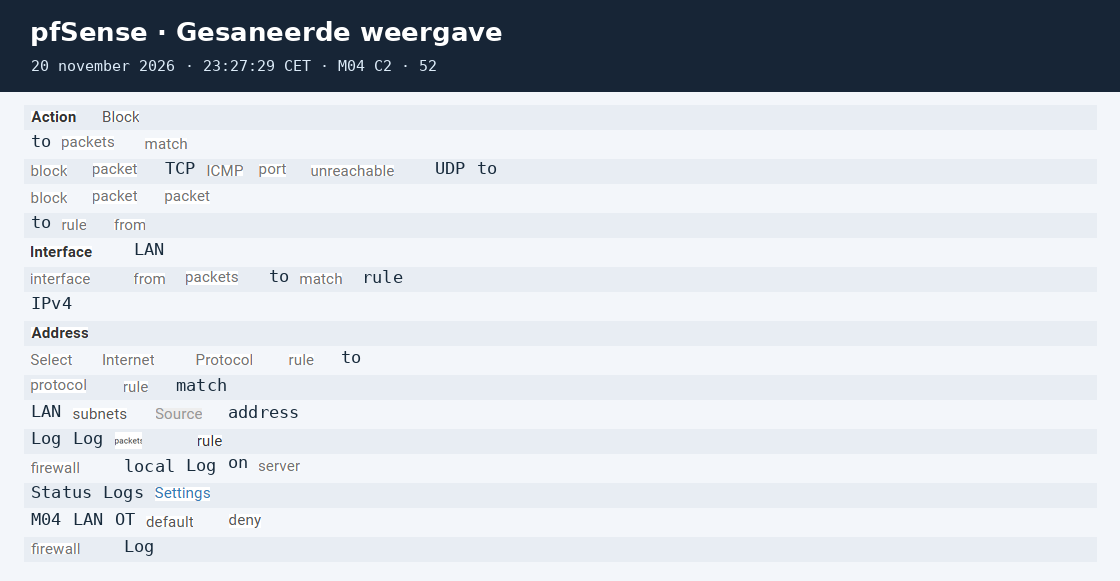 pfSense · Gesaneerde weergave
20 november 2026 · 23:27:29 CET · M04 C2 · 52
Action Block
to packets match
block packet TCP ICMP port unreachable UDP to
block packet packet
to rule from
Interface LAN
interface from packets to match rule
IPv4
Address
Select Internet Protocol rule to
protocol rule match
LAN subnets Source address
Log Log packets rule
firewall local Log on server
Status Logs Settings
M04 LAN OT default deny
firewall Log